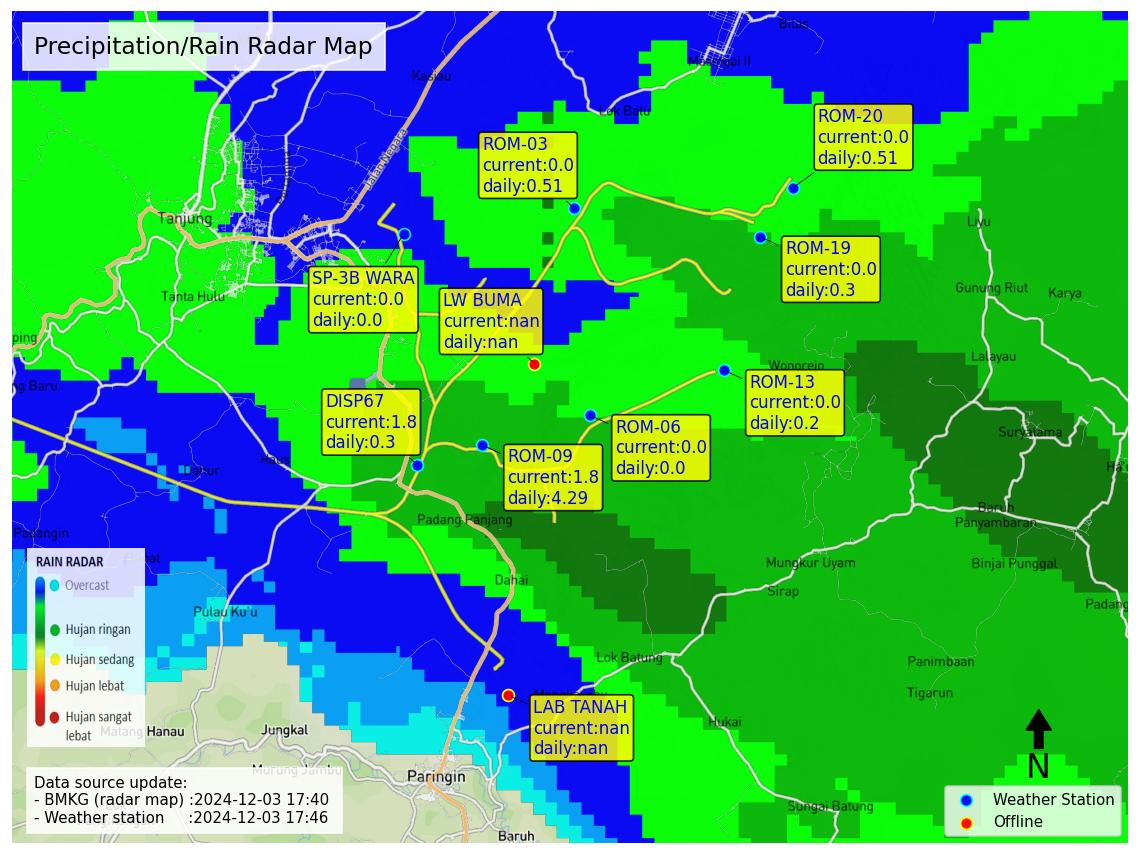 Precipitation/Rain Radar Map
Bilas
Kasiau
Lok Batu
ROM-20
current:0.0
daily:0.51
ROM-03
current:0.0
daily:0.51
Jalan Negara
Tanjung
Liyu
ROM-19
current:0.0
daily:0.3
SP-3B WARA
current:0.0
daily:0.0
LW BUMA
current:nan
daily:nan
Tanta Hulu
Gunung Riut
Karya
ping
Lalayau
Wonorejo
ng Baru
ROM-13
current:0.0
daily:0.2
DISP67
current:1.8
daily:0.3
ROM-06
current:0.0
daily:0.0
Suryatama
ROM-09
current:1.8
daily:4.29
Dahur
Haus
Padang Panjang
Baruh
Panyambaran
Padangin
RAIN RADAR
Overcast
Hujan ringan
Hujan sedang
Hujan lebat
Hujan sangat
lebat
Mungkur Uyam
Binjai Punggal
Dahai
Sirap
Padang
Pulau Ku'u
Lok Batung
Panimbaan
Tigarun
LAB TANAH
current:nan
daily:nan
Hukai
Matang Hanau
Jungkal
Murung Jambu
Paringin
N
Data source update:
- BMKG (radar map) :2024-12-03 17:40
- Weather station :2024-12-03 17:46
Sungai Batung
Baruh
Weather Station
Offline